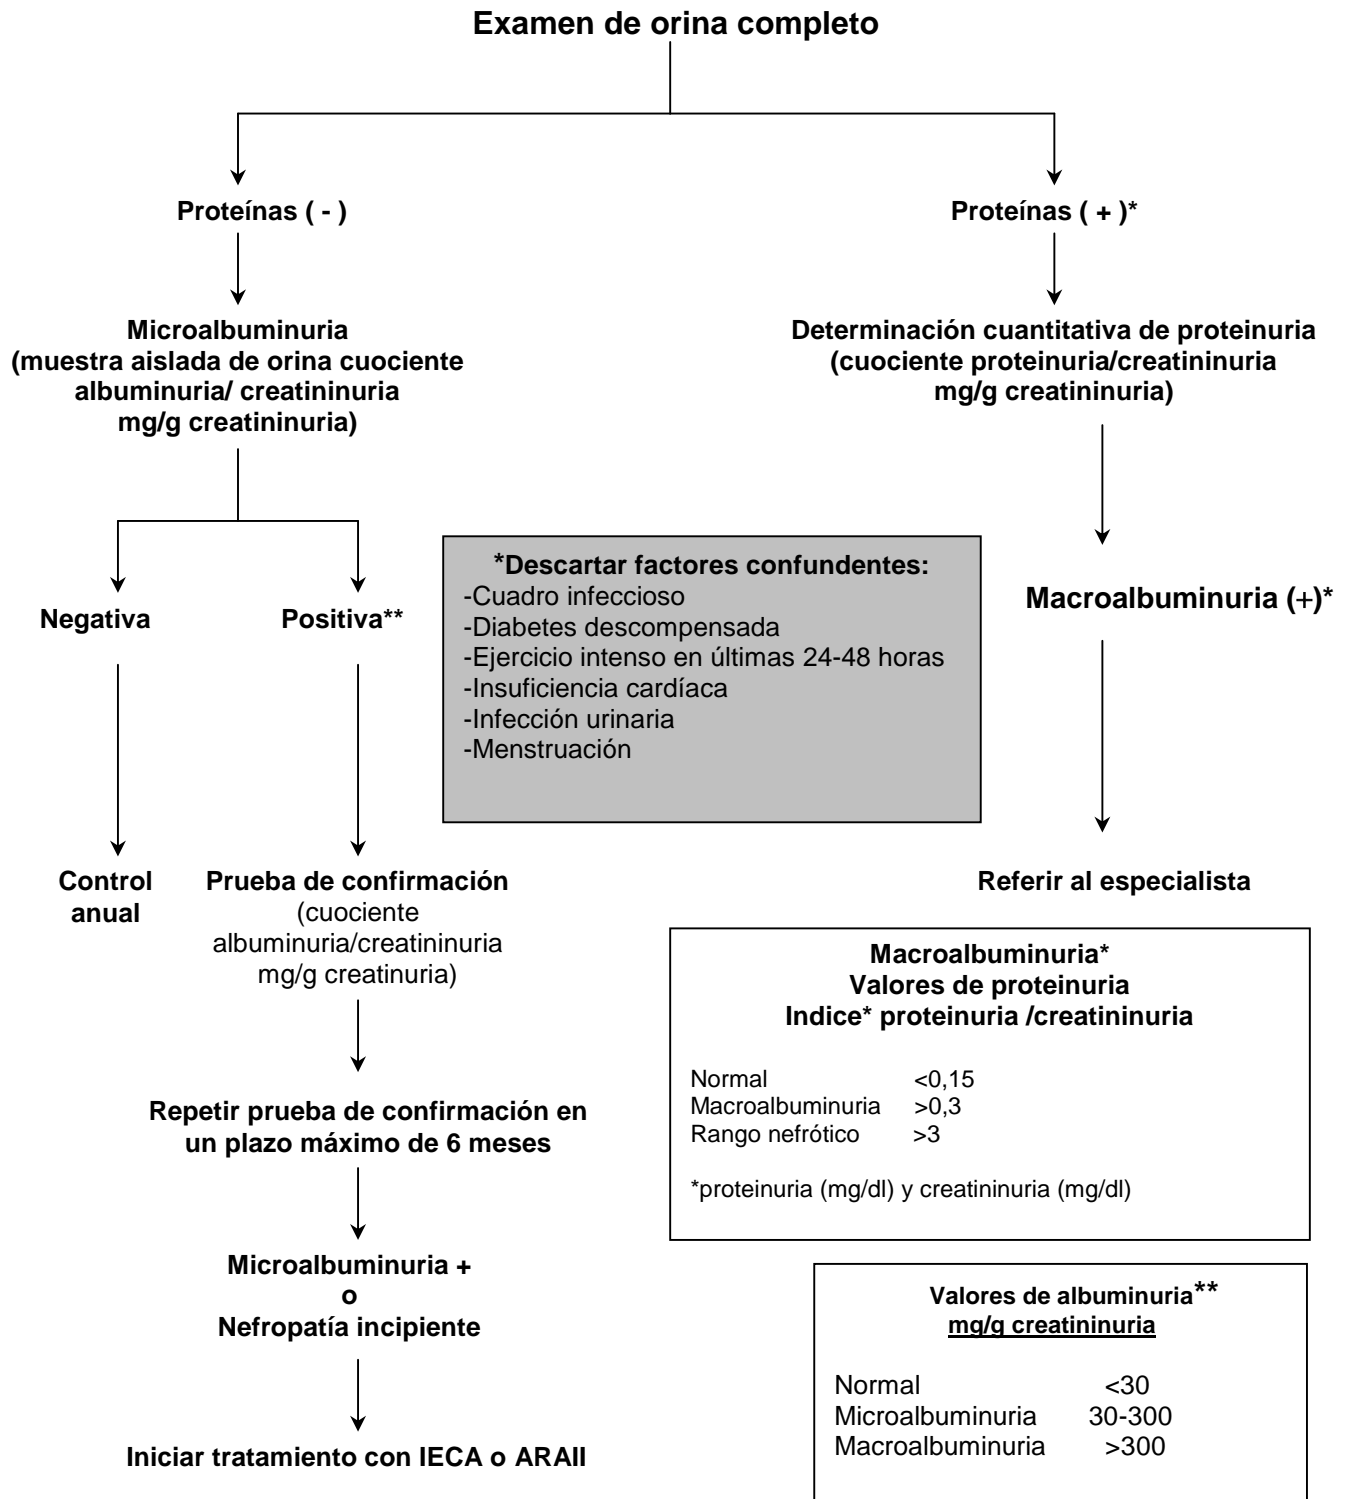 Examen de orina completo
Proteínas ( - )
Proteínas ( + )*
Microalbuminuria
(muestra aislada de orina cuociente
albuminuria/ creatininuria
mg/g creatininuria)
Determinación cuantitativa de proteinuria
(cuociente proteinuria/creatininuria
mg/g creatininuria)
*Descartar factores confundentes:
-Cuadro infeccioso
-Diabetes descompensada
-Ejercicio intenso en últimas 24-48 horas
-Insuficiencia cardíaca
-Infección urinaria
-Menstruación
Negativa
Positiva**
Macroalbuminuria (+)*
Control
anual
Prueba de confirmación
(cuociente
albuminuria/creatininuria
mg/g creatinuria)
Referir al especialista
Repetir prueba de confirmación en
un plazo máximo de 6 meses
Microalbuminuria +
o
Nefropatía incipiente
Iniciar tratamiento con IECA o ARAII
Macroalbuminuria*
Valores de proteinuria
Indice* proteinuria /creatininuria
Normal <0,15
Macroalbuminuria >0,3
Rango nefrótico >3
*proteinuria (mg/dl) y creatininuria (mg/dl)
Valores de albuminuria**
mg/g creatininuria
Normal <30
Microalbuminuria 30-300
Macroalbuminuria >300